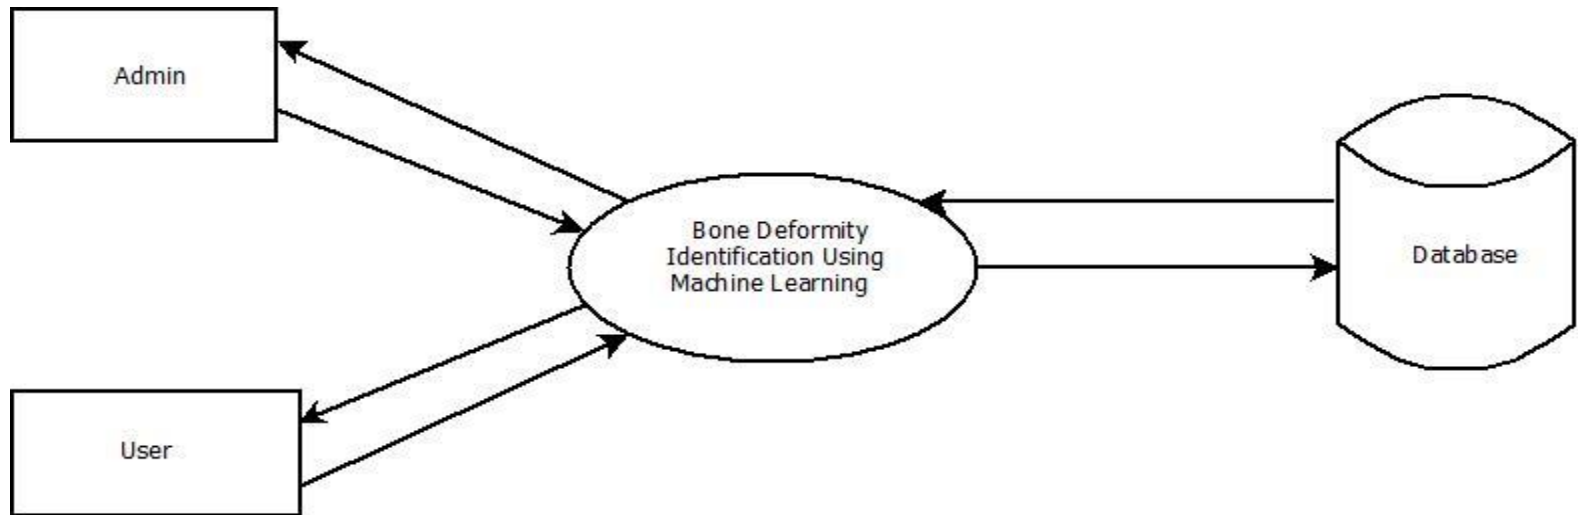 Admin
Bone Deformity
Identification Using
Machine Learning
Database
User